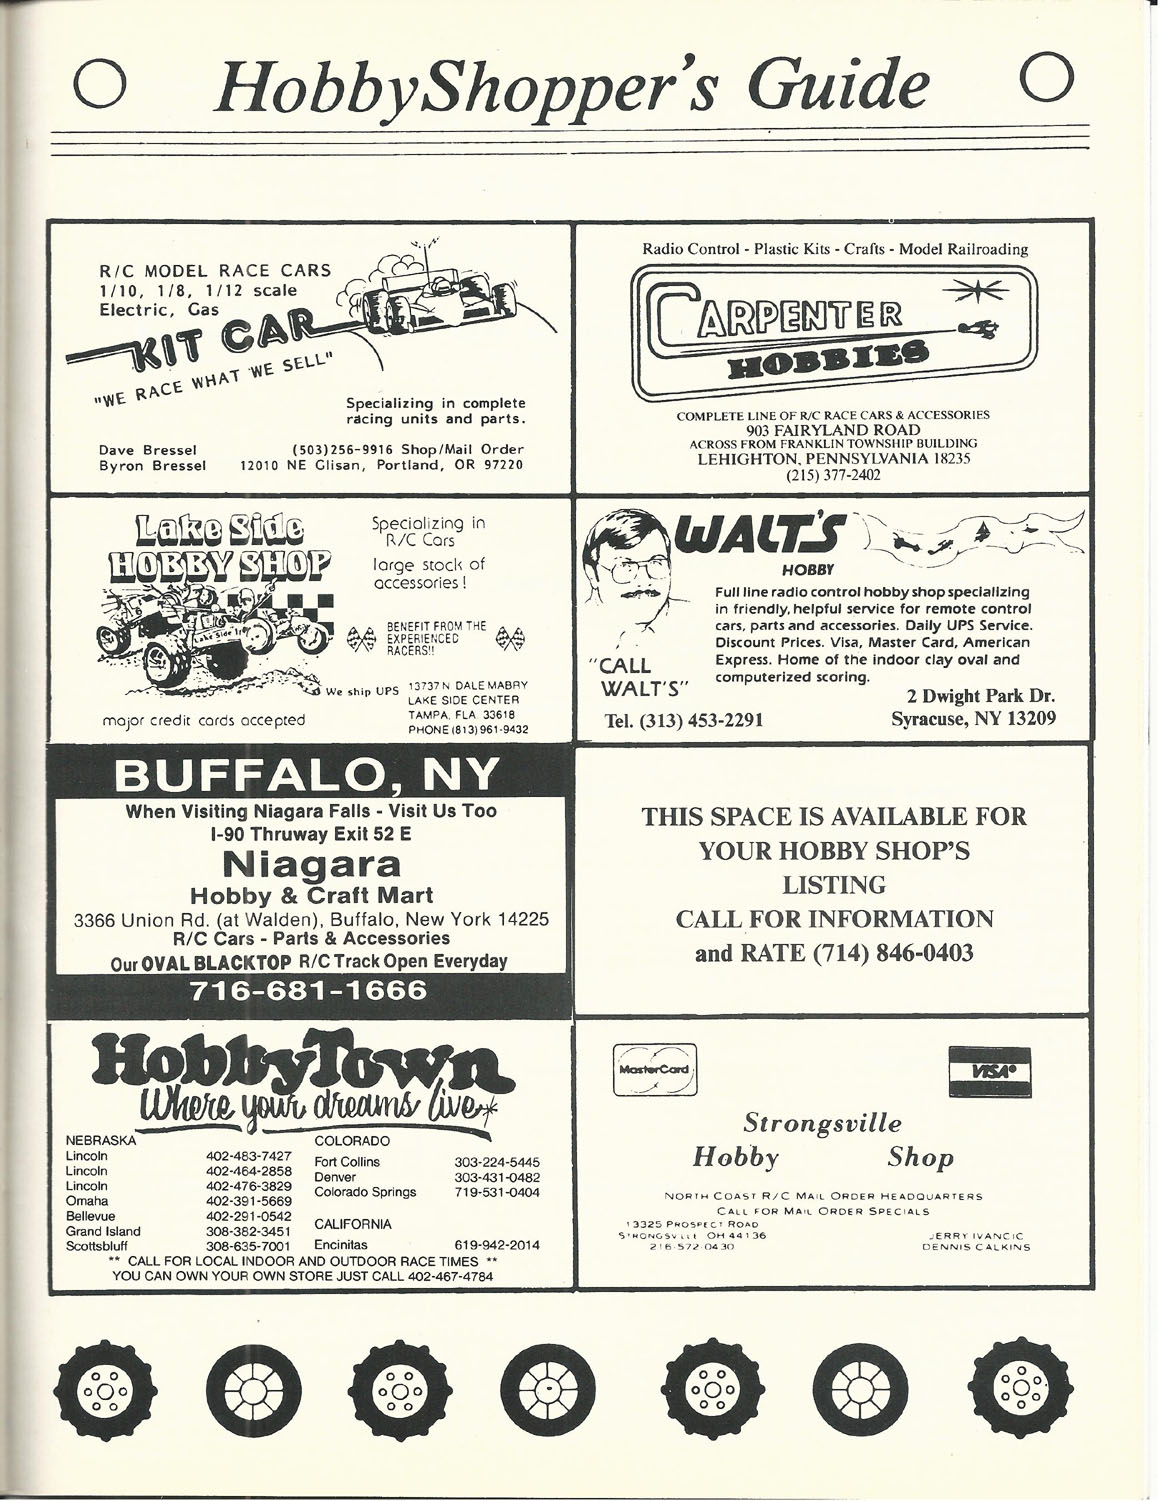 HobbyShopper's Guide
R/C MODEL RACE CARS
1/10, 1/8, 1/12 scale
Electric, Gas
KIT CAR
"WE RACE WHAT WE SELL"
Specializing in complete
racing units and parts.
Dave Bressel (503)256-9916 Shop/Mail Order
Byron Bressel 12010 NE Glisan, Portland, OR 97220
Radio Control - Plastic Kits - Crafts - Model Railroading
CARPENTER
HOBBIES
COMPLETE LINE OF R/C RACE CARS & ACCESSORIES
903 FAIRYLAND ROAD
ACROSS FROM FRANKLIN TOWNSHIP BUILDING
LEHIGHTON, PENNSYLVANIA 18235
(215) 377-2402
Lake Side
HOBBY SHOP
Specializing in
R/C Cars
large stock of
accessories!
Lake Side
BENEFIT FROM THE
EXPERIENCED
RACERS!!
We ship UPS
13737 N DALE MABRY
LAKE SIDE CENTER
TAMPA, FLA 33618
PHONE (813) 961-9432
major credit cards accepted
WALT'S
HOBBY
Full line radio control hobby shop specializing
in friendly, helpful service for remote control
cars, parts and accessories. Daily UPS Service.
Discount Prices. Visa, Master Card, American
Express. Home of the indoor clay oval and
computerized scoring.
"CALL
WALT'S"
2 Dwight Park Dr.
Tel. (313) 453-2291
Syracuse, NY 13209
BUFFALO, NY
When Visiting Niagara Falls - Visit Us Too
I-90 Thruway Exit 52 E
Niagara
Hobby & Craft Mart
3366 Union Rd. (at Walden), Buffalo, New York 14225
R/C Cars - Parts & Accessories
Our OVAL BLACKTOP R/C Track Open Everyday
716-681-1666
THIS SPACE IS AVAILABLE FOR
YOUR HOBBY SHOP'S
LISTING
CALL FOR INFORMATION
and RATE (714) 846-0403
HobbyTown
Where your dreams live*
NEBRASKA
Lincoln 402-483-7427
Lincoln 402-464-2858
Lincoln 402-476-3829
Omaha 402-391-5669
Bellevue 402-291-0542
Grand Island 308-382-3451
Scottsbluff 308-635-7001
COLORADO
Fort Collins 303-224-5445
Denver 303-431-0482
Colorado Springs 719-531-0404
CALIFORNIA
Encinitas 619-942-2014
** CALL FOR LOCAL INDOOR AND OUTDOOR RACE TIMES **
YOU CAN OWN YOUR OWN STORE JUST CALL 402-467-4784
MasterCard
VISA®
Strongsville
Hobby Shop
NORTH COAST R/C MAIL ORDER HEADQUARTERS
CALL FOR MAIL ORDER SPECIALS
13325 PROSPECT ROAD
STRONGSVILLE OH 44136
216-572-0430
JERRY IVANCIC
DENNIS CALKINS